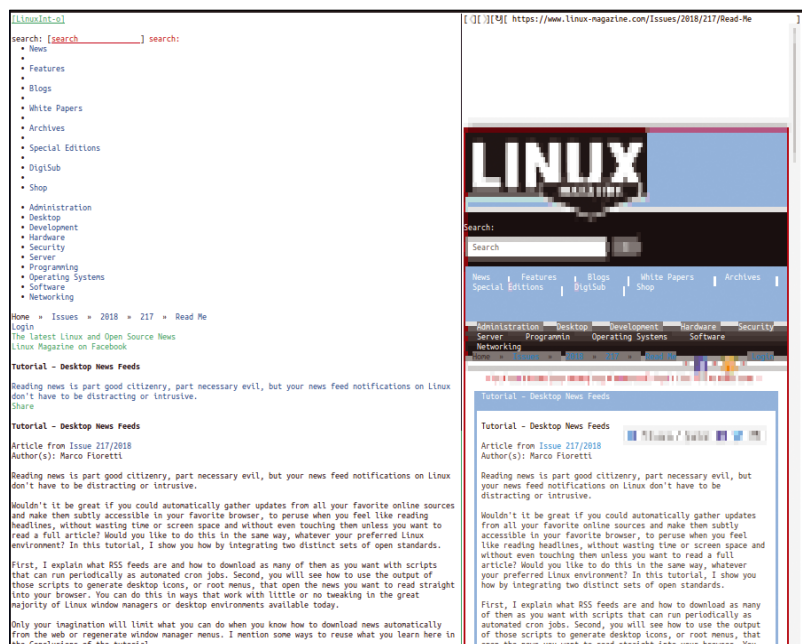 [LinuxInt-o]
search: [search ] search:
• News
•
• Features
•
• Blogs
•
• White Papers
•
• Archives
•
• Special Editions
•
• DigiSub
•
• Shop
• Administration
• Desktop
• Development
• Hardware
• Security
• Server
• Programming
• Operating Systems
• Software
• Networking
Home » Issues » 2018 » 217 » Read Me
Login
The latest Linux and Open Source News
Linux Magazine on Facebook
Tutorial – Desktop News Feeds
Reading news is part good citizenry, part necessary evil, but your news feed notifications on Linux
don't have to be distracting or intrusive.
Share
Tutorial – Desktop News Feeds
Article from Issue 217/2018
Author(s): Marco Fioretti
Reading news is part good citizenry, part necessary evil, but your news feed notifications on Linux
don't have to be distracting or intrusive.
Wouldn't it be great if you could automatically gather updates from all your favorite online sources
and make them subtly accessible in your favorite browser, to peruse when you feel like reading
headlines, without wasting time or screen space and without even touching them unless you want to
read a full article? Would you like to do this in the same way, whatever your preferred Linux
environment? In this tutorial, I show you how by integrating two distinct sets of open standards.
First, I explain what RSS feeds are and how to download as many of them as you want with scripts
that can run periodically as automated cron jobs. Second, you will see how to use the output of
those scripts to generate desktop icons, or root menus, that open the news you want to read straight
into your browser. You can do this in ways that work with little or no tweaking in the great
majority of Linux window managers or desktop environments available today.
Only your imagination will limit what you can do when you know how to download news automatically
from the web or regenerate window manager menus. I mention some ways to reuse what you learn here in
the Conclusions of the tutorial.
[〈][〉][↻][ https://www.linux-magazine.com/Issues/2018/217/Read-Me ]
LINUX
Search:
Search
News Features Blogs White Papers Archives
Special Editions DigiSub Shop
Administration Desktop Development Hardware Security
Server Programmin Operating Systems Software
Networking
Home » Issues » 2018 » 217 » Read Me Login
Tutorial – Desktop News Feeds
Tutorial – Desktop News Feeds
Article from Issue 217/2018
Author(s): Marco Fioretti
Reading news is part good citizenry, part necessary evil, but
your news feed notifications on Linux don't have to be
distracting or intrusive.
Wouldn't it be great if you could automatically gather updates
from all your favorite online sources and make them subtly
accessible in your favorite browser, to peruse when you feel
like reading headlines, without wasting time or screen space and
without even touching them unless you want to read a full
article? Would you like to do this in the same way, whatever
your preferred Linux environment? In this tutorial, I show you
how by integrating two distinct sets of open standards.
First, I explain what RSS feeds are and how to download as many
of them as you want with scripts that can run periodically as
automated cron jobs. Second, you will see how to use the output
of those scripts to generate desktop icons, or root menus, that
open the news you want to read straight into your browser. You